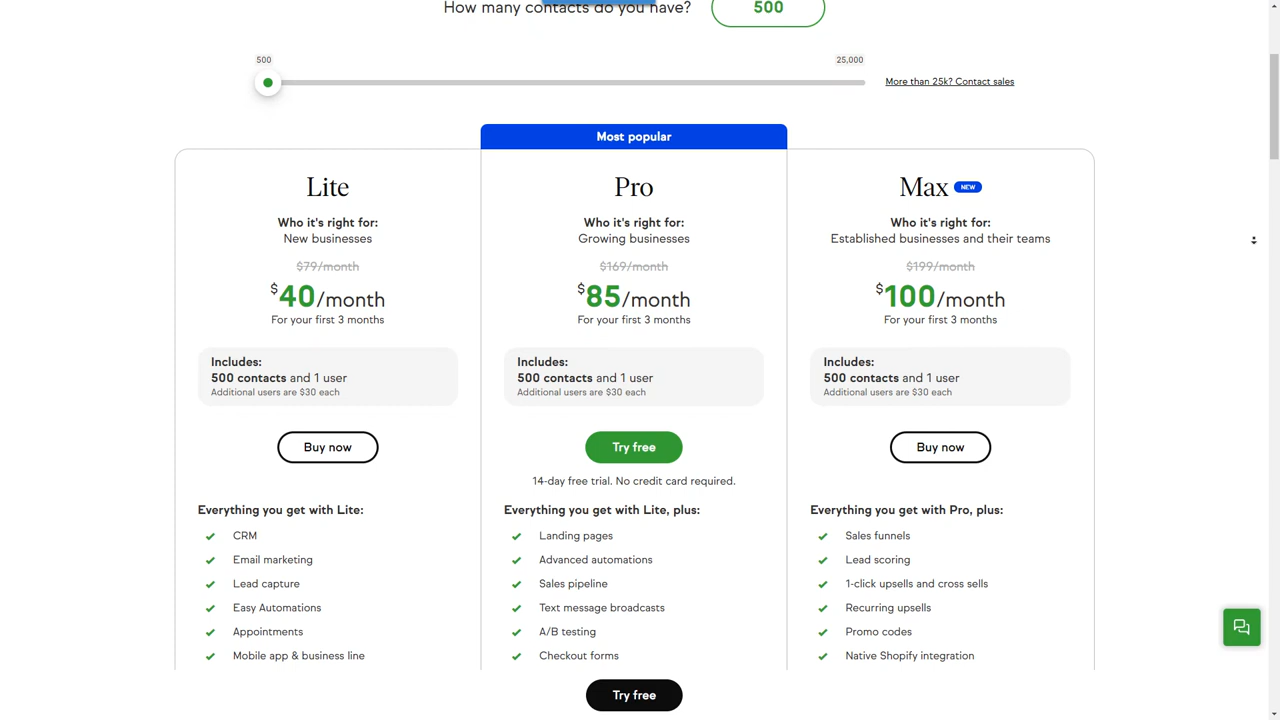 How many contacts do you have?
500
500
25,000
More than 25k? Contact sales
Most popular
Lite
Who it's right for:
New businesses
$79/month
$40/month
For your first 3 months
Includes:
500 contacts and 1 user
Additional users are $30 each
Buy now
Everything you get with Lite:
CRM
Email marketing
Lead capture
Easy Automations
Appointments
Mobile app & business line
Pro
Who it's right for:
Growing businesses
$169/month
$85/month
For your first 3 months
Includes:
500 contacts and 1 user
Additional users are $30 each
Try free
14-day free trial. No credit card required.
Everything you get with Lite, plus:
Landing pages
Advanced automations
Sales pipeline
Text message broadcasts
A/B testing
Checkout forms
Max NEW
Who it's right for:
Established businesses and their teams
$199/month
$100/month
For your first 3 months
Includes:
500 contacts and 1 user
Additional users are $30 each
Buy now
Everything you get with Pro, plus:
Sales funnels
Lead scoring
1-click upsells and cross sells
Recurring upsells
Promo codes
Native Shopify integration
Try free